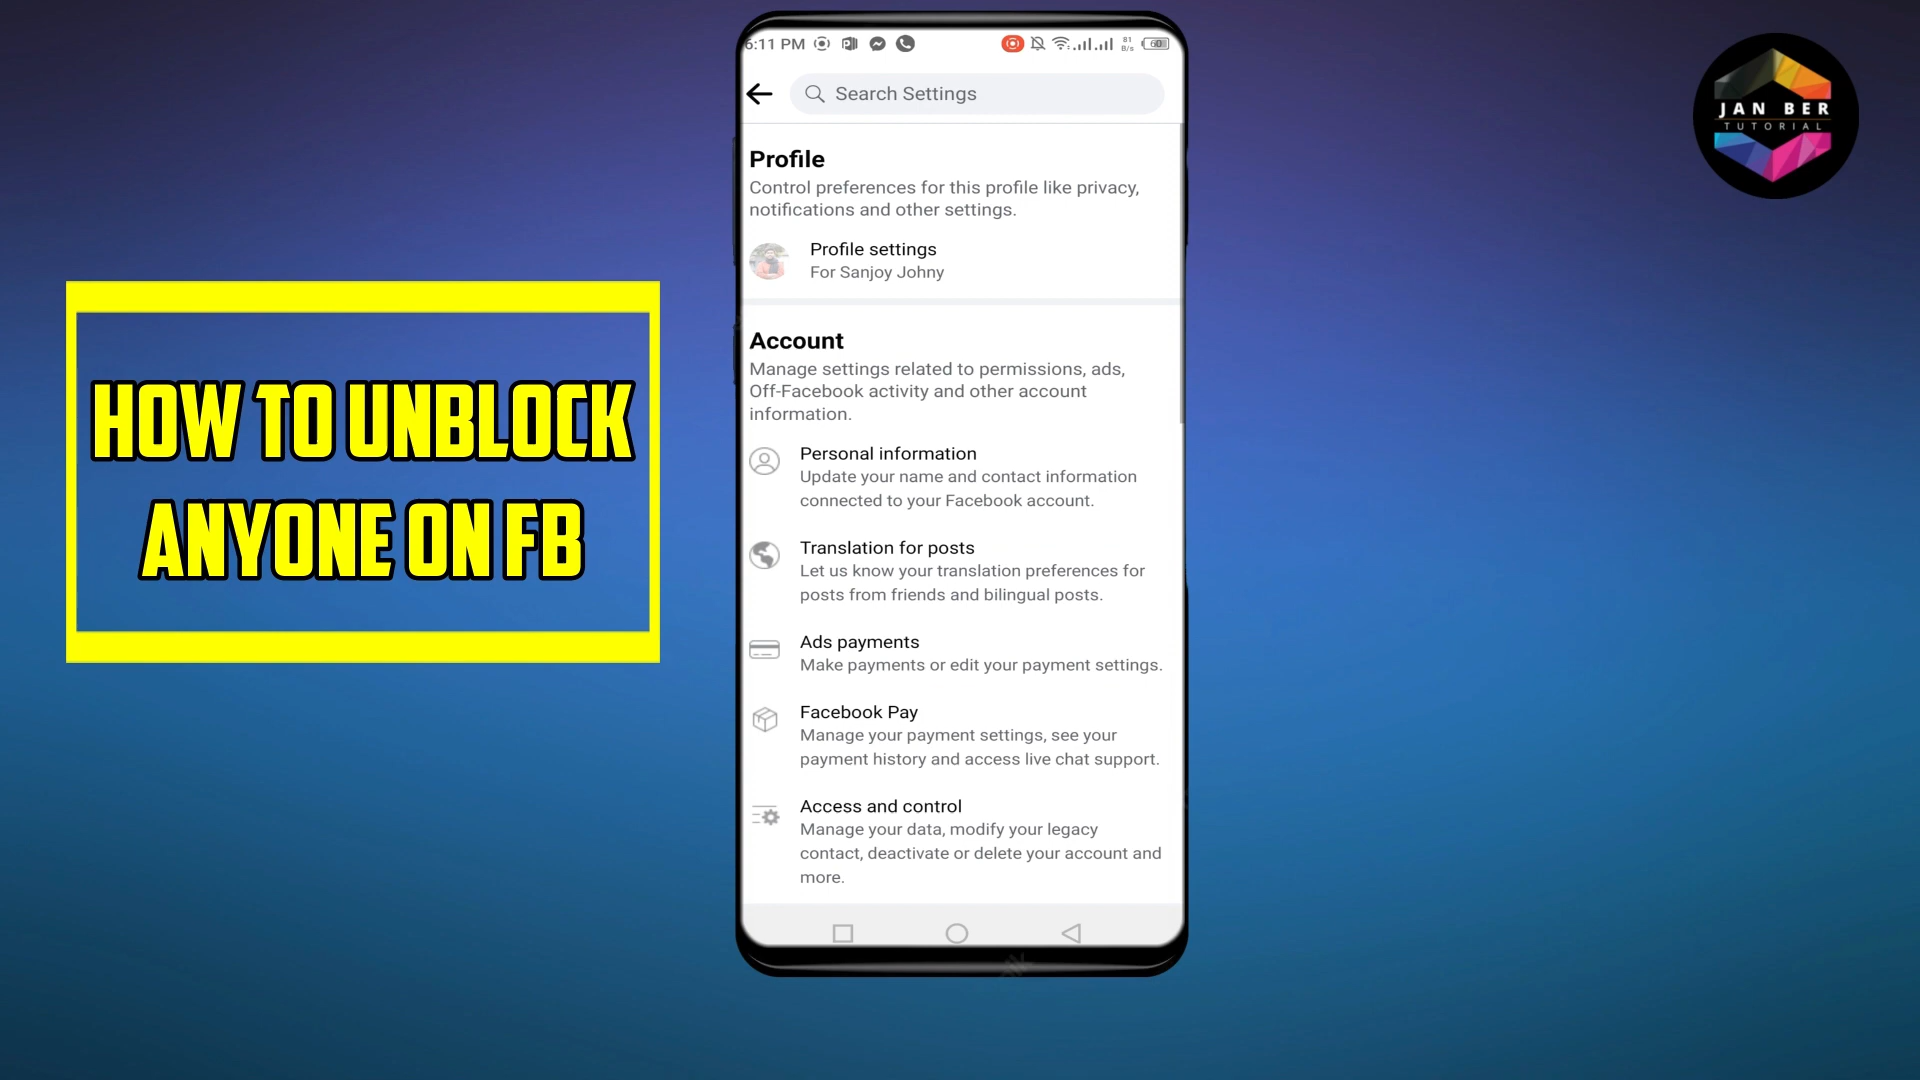 HOW TO UNBLOCK
ANYONE ON FB
6:11 PM
81
B/s
60
Search Settings
Profile
Control preferences for this profile like privacy,
notifications and other settings.
Profile settings
For Sanjoy Johny
Account
Manage settings related to permissions, ads,
Off-Facebook activity and other account
information.
Personal information
Update your name and contact information
connected to your Facebook account.
Translation for posts
Let us know your translation preferences for
posts from friends and bilingual posts.
Ads payments
Make payments or edit your payment settings.
Facebook Pay
Manage your payment settings, see your
payment history and access live chat support.
Access and control
Manage your data, modify your legacy
contact, deactivate or delete your account and
more.
JAN BER
TUTORIAL